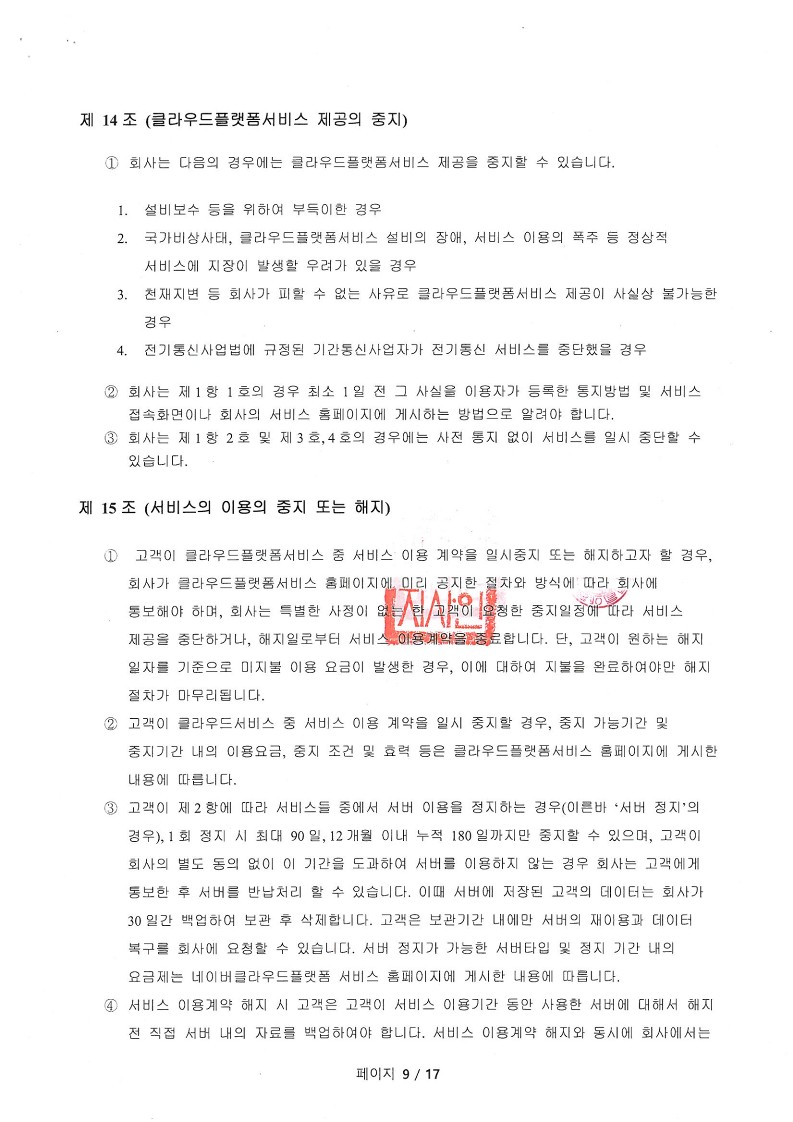 제 14 조 (클라우드플랫폼서비스 제공의 중지)
① 회사는 다음의 경우에는 클라우드플랫폼서비스 제공을 중지할 수 있습니다.
1. 설비보수 등을 위하여 부득이한 경우
2. 국가비상사태, 클라우드플랫폼서비스 설비의 장애, 서비스 이용의 폭주 등 정상적
서비스에 지장이 발생할 우려가 있을 경우
3. 천재지변 등 회사가 피할 수 없는 사유로 클라우드플랫폼서비스 제공이 사실상 불가능한
경우
4. 전기통신사업법에 규정된 기간통신사업자가 전기통신 서비스를 중단했을 경우
② 회사는 제 1 항 1 호의 경우 최소 1 일 전 그 사실을 이용자가 등록한 통지방법 및 서비스
접속화면이나 회사의 서비스 홈페이지에 게시하는 방법으로 알려야 합니다.
③ 회사는 제 1 항 2 호 및 제 3 호, 4 호의 경우에는 사전 통지 없이 서비스를 일시 중단할 수
있습니다.
제 15 조 (서비스의 이용의 중지 또는 해지)
① 고객이 클라우드플랫폼서비스 중 서비스 이용 계약을 일시중지 또는 해지하고자 할 경우,
회사가 클라우드플랫폼서비스 홈페이지에 미리 공지한 절차와 방식에 따라 회사에
통보해야 하며, 회사는 특별한 사정이 없는 한 고객이 요청한 중지일정에 따라 서비스
제공을 중단하거나, 해지일로부터 서비스 이용계약을 종료합니다. 단, 고객이 원하는 해지
일자를 기준으로 미지불 이용 요금이 발생한 경우, 이에 대하여 지불을 완료하여야만 해지
절차가 마무리됩니다.
② 고객이 클라우드서비스 중 서비스 이용 계약을 일시 중지할 경우, 중지 가능기간 및
중지기간 내의 이용요금, 중지 조건 및 효력 등은 클라우드플랫폼서비스 홈페이지에 게시한
내용에 따릅니다.
③ 고객이 제 2 항에 따라 서비스들 중에서 서버 이용을 정지하는 경우(이른바 ‘서버 정지’의
경우), 1 회 정지 시 최대 90 일, 12 개월 이내 누적 180 일까지만 중지할 수 있으며, 고객이
회사의 별도 동의 없이 이 기간을 도과하여 서버를 이용하지 않는 경우 회사는 고객에게
통보한 후 서버를 반납처리 할 수 있습니다. 이때 서버에 저장된 고객의 데이터는 회사가
30 일간 백업하여 보관 후 삭제합니다. 고객은 보관기간 내에만 서버의 재이용과 데이터
복구를 회사에 요청할 수 있습니다. 서버 정지가 가능한 서버타입 및 정지 기간 내의
요금제는 네이버클라우드플랫폼 서비스 홈페이지에 게시한 내용에 따릅니다.
④ 서비스 이용계약 해지 시 고객은 고객이 서비스 이용기간 동안 사용한 서버에 대해서 해지
전 직접 서버 내의 자료를 백업하여야 합니다. 서비스 이용계약 해지와 동시에 회사에서는
페이지 9 / 17